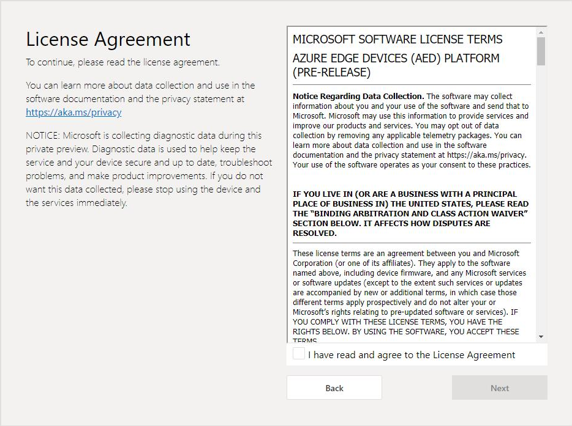 License Agreement
To continue, please read the license agreement.
You can learn more about data collection and use in the
software documentation and the privacy statement at
https://aka.ms/privacy
NOTICE: Microsoft is collecting diagnostic data during this
private preview. Diagnostic data is used to help keep the
service and your device secure and up to date, troubleshoot
problems, and make product improvements. If you do not
want this data collected, please stop using the device and
the services immediately.
MICROSOFT SOFTWARE LICENSE TERMS
AZURE EDGE DEVICES (AED) PLATFORM
(PRE-RELEASE)
Notice Regarding Data Collection. The software may collect
information about you and your use of the software and send that to
Microsoft. Microsoft may use this information to provide services and
improve our products and services. You may opt out of data
collection by removing any applicable telemetry packages. You can
learn more about data collection and use in the software
documentation and the privacy statement at https://aka.ms/privacy.
Your use of the software operates as your consent to these practices.
IF YOU LIVE IN (OR ARE A BUSINESS WITH A PRINCIPAL
PLACE OF BUSINESS IN) THE UNITED STATES, PLEASE READ
THE “BINDING ARBITRATION AND CLASS ACTION WAIVER”
SECTION BELOW. IT AFFECTS HOW DISPUTES ARE
RESOLVED.
These license terms are an agreement between you and Microsoft
Corporation (or one of its affiliates). They apply to the software
named above, including device firmware, and any Microsoft services
or software updates (except to the extent such services or updates
are accompanied by new or additional terms, in which case those
different terms apply prospectively and do not alter your or
Microsoft’s rights relating to pre-updated software or services). IF
YOU COMPLY WITH THESE LICENSE TERMS, YOU HAVE THE
RIGHTS BELOW. BY USING THE SOFTWARE, YOU ACCEPT THESE
TERMS
I have read and agree to the License Agreement
Back
Next